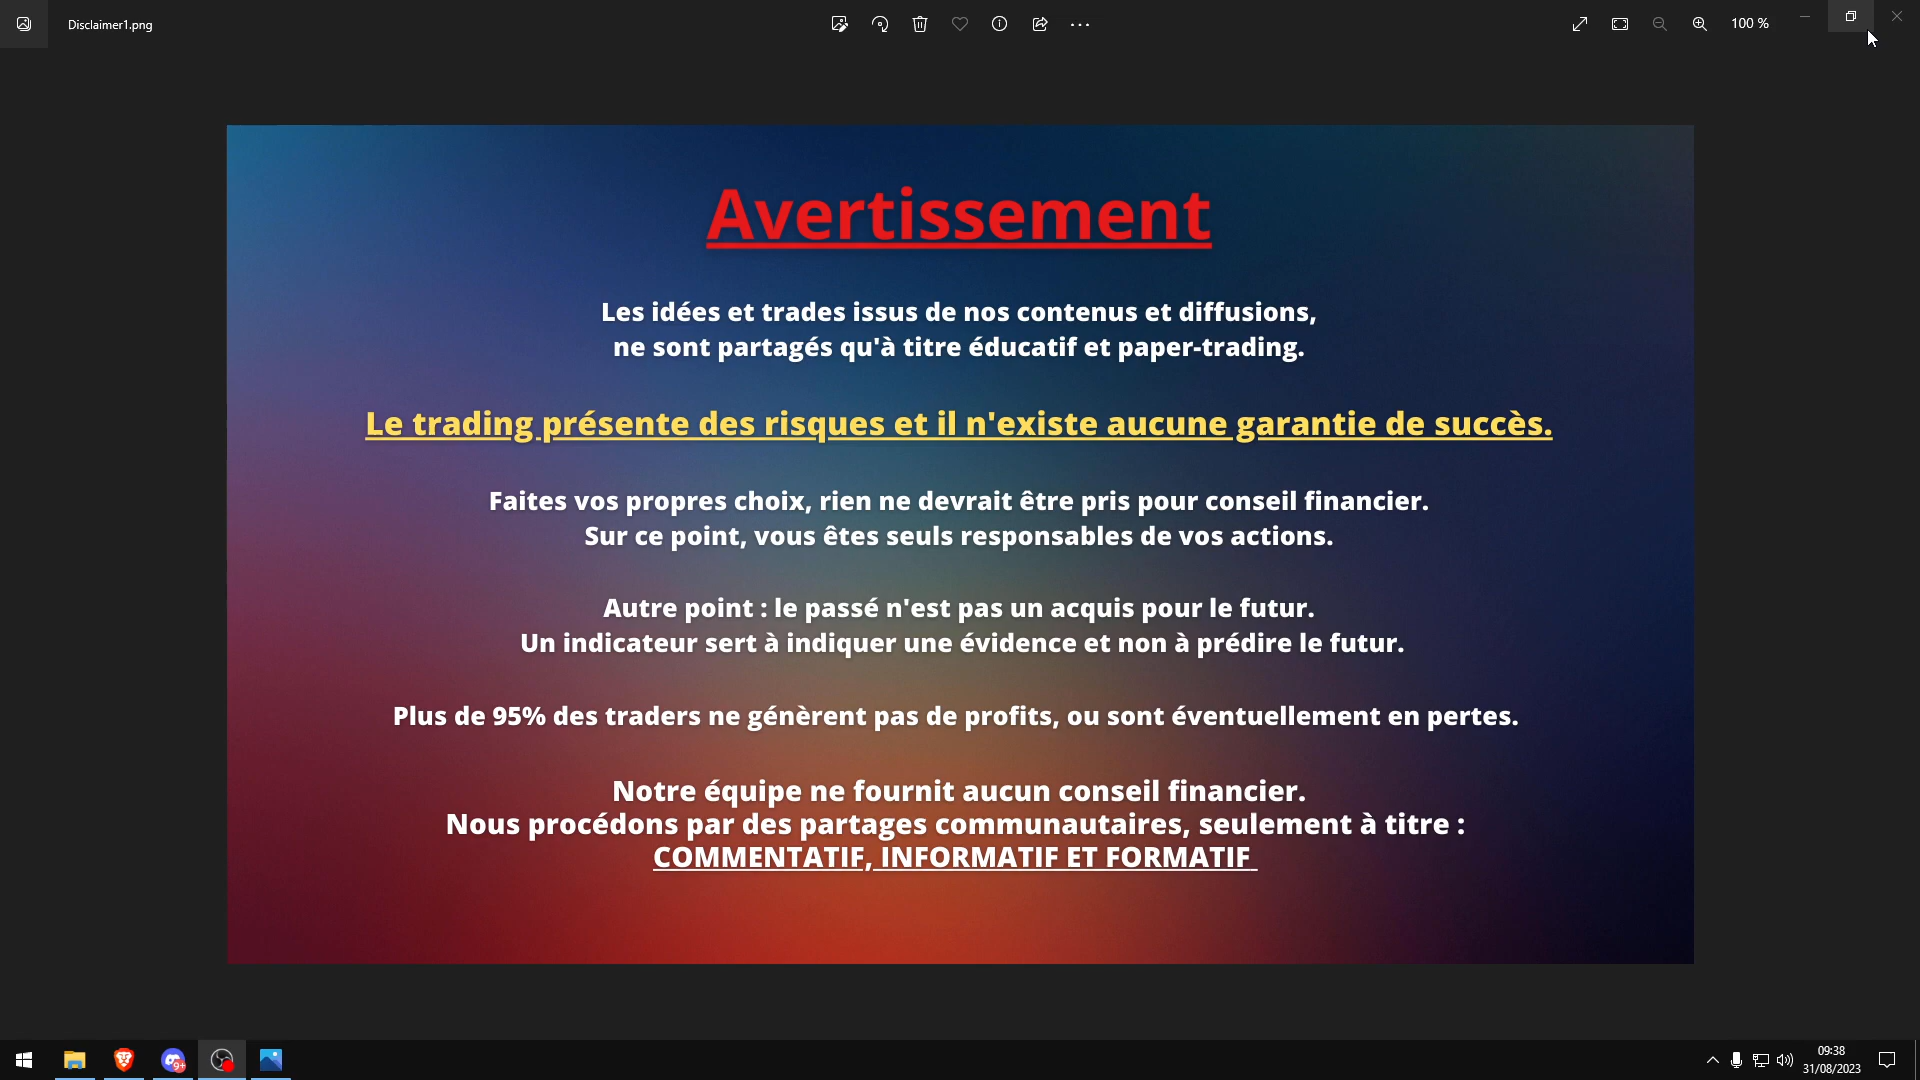 Disclaimer1.png
100 %
Avertissement
Les idées et trades issus de nos contenus et diffusions,
ne sont partagés qu'à titre éducatif et paper-trading.
Le trading présente des risques et il n'existe aucune garantie de succès.
Faites vos propres choix, rien ne devrait être pris pour conseil financier.
Sur ce point, vous êtes seuls responsables de vos actions.
Autre point : le passé n'est pas un acquis pour le futur.
Un indicateur sert à indiquer une évidence et non à prédire le futur.
Plus de 95% des traders ne génèrent pas de profits, ou sont éventuellement en pertes.
Notre équipe ne fournit aucun conseil financier.
Nous procédons par des partages communautaires, seulement à titre :
COMMENTATIF, INFORMATIF ET FORMATIF
9+
09:38
31/08/2023